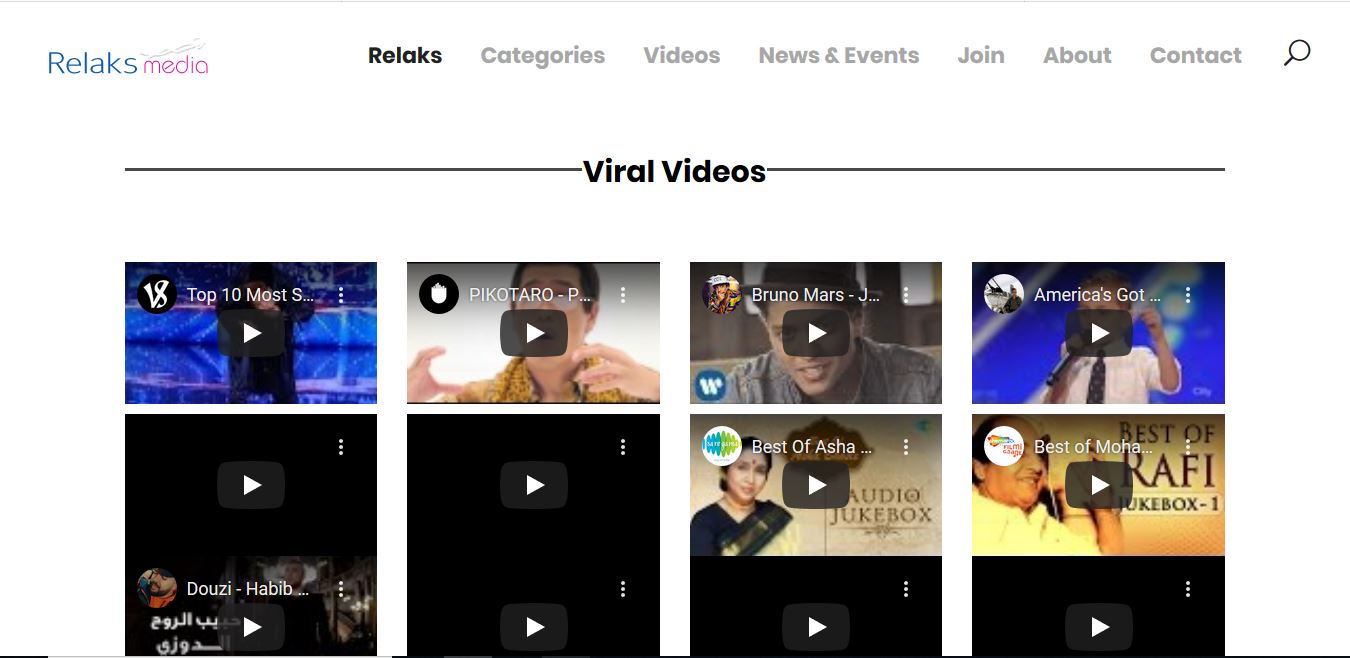 Relaks media
Relaks Categories Videos News & Events Join About Contact
Viral Videos
Top 10 Most S...
PIKOTARO - P...
Bruno Mars - J...
America's Got ...
Best Of Asha ...
AUDIO
JUKEBOX
Best of Moha...
BEST OF
RAFI
JUKEBOX-1
Douzi - Habib ...
حبيب الروح
الـدوزي